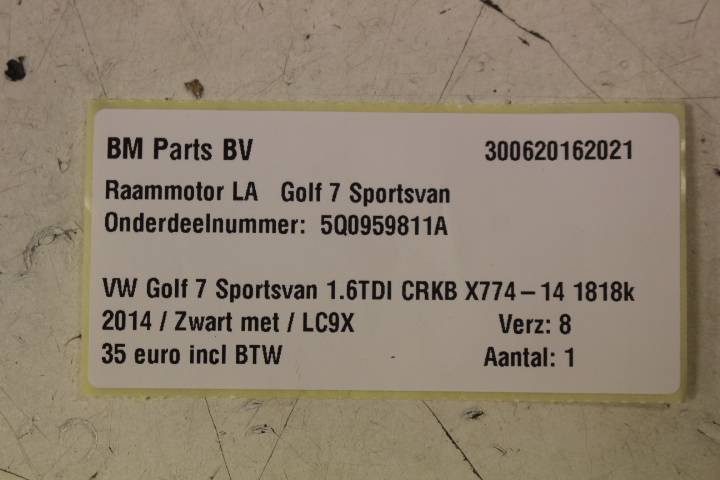 BM Parts BV 300620162021
Raammotor LA Golf 7 Sportsvan
Onderdeelnummer: 5Q0959811A
VW Golf 7 Sportsvan 1.6TDI CRKB X774-14 1818k
2014 / Zwart met / LC9X Verz: 8
35 euro incl BTW Aantal: 1